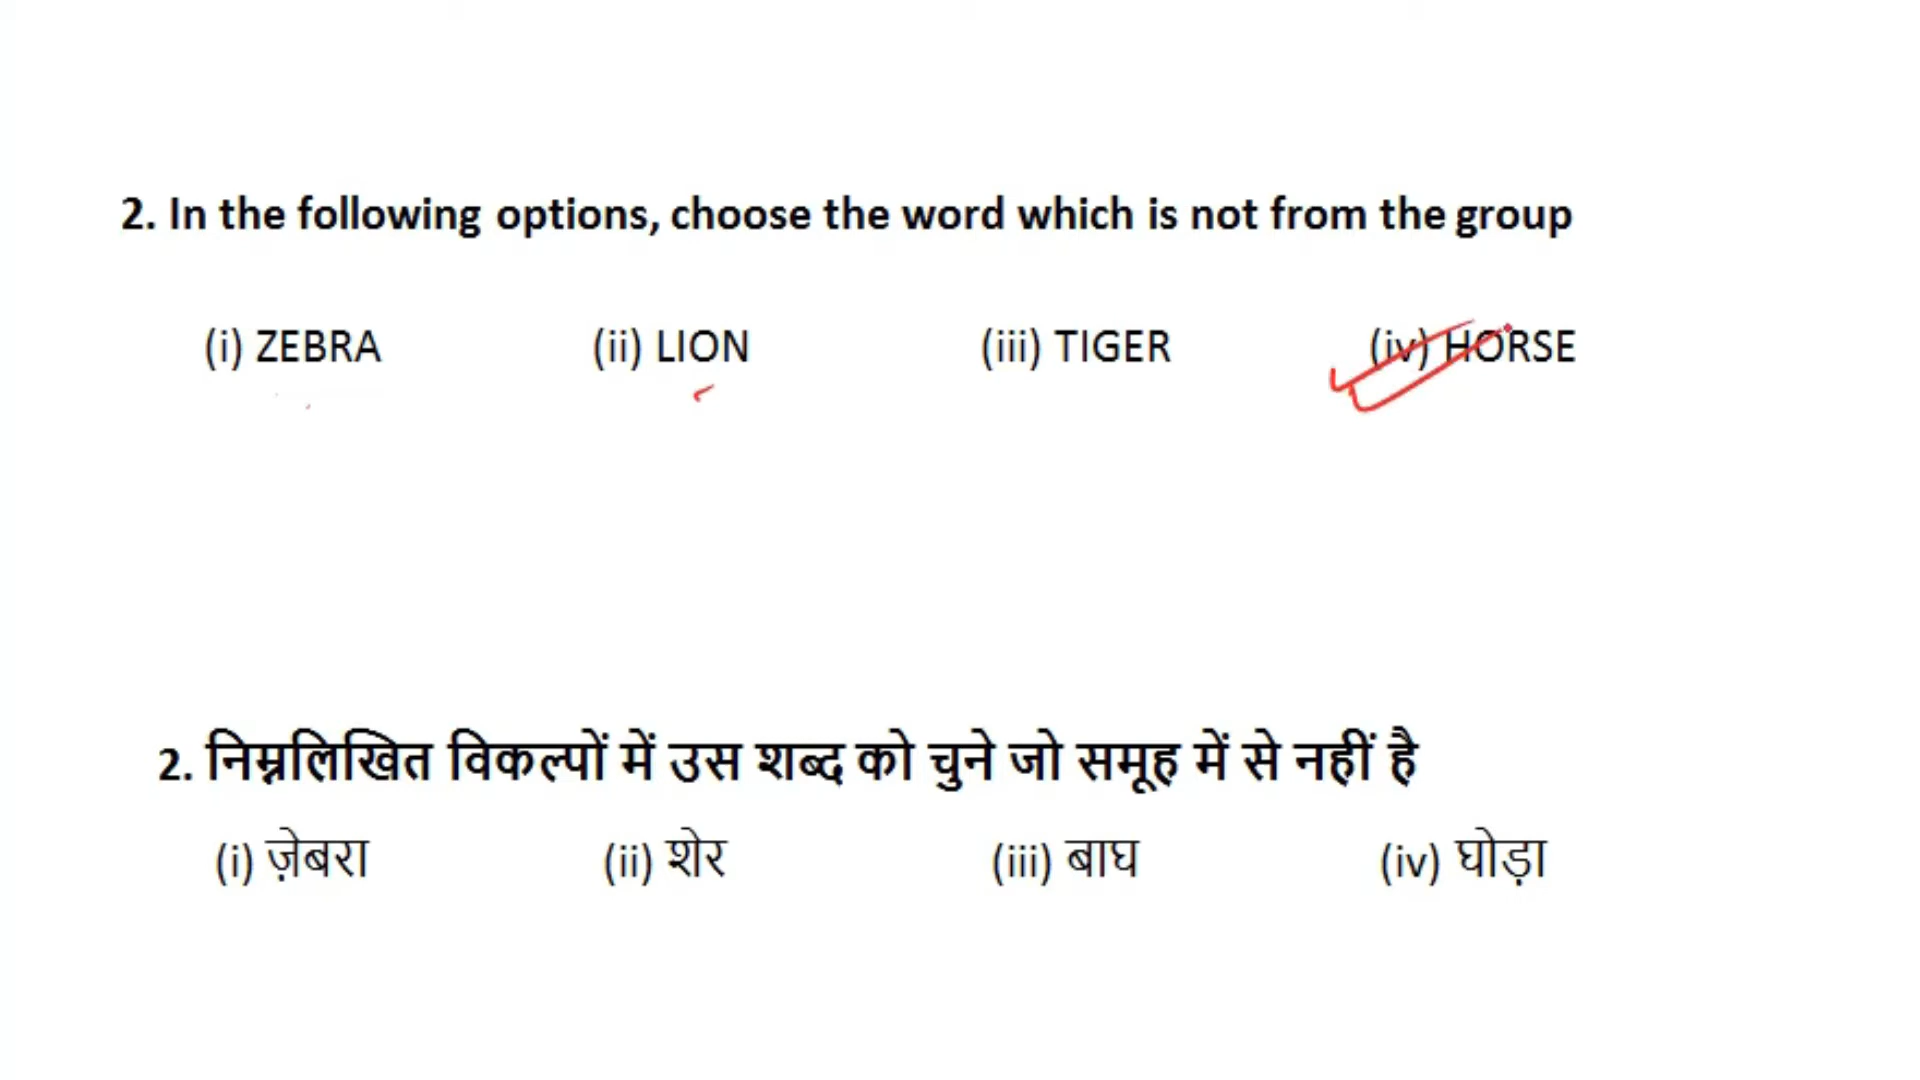 2. In the following options, choose the word which is not from the group
(i) ZEBRA (ii) LION (iii) TIGER (iv) HORSE
2. निम्नलिखित विकल्पों में उस शब्द को चुने जो समूह में से नहीं है
(i) ज़ेबरा (ii) शेर (iii) बाघ (iv) घोड़ा